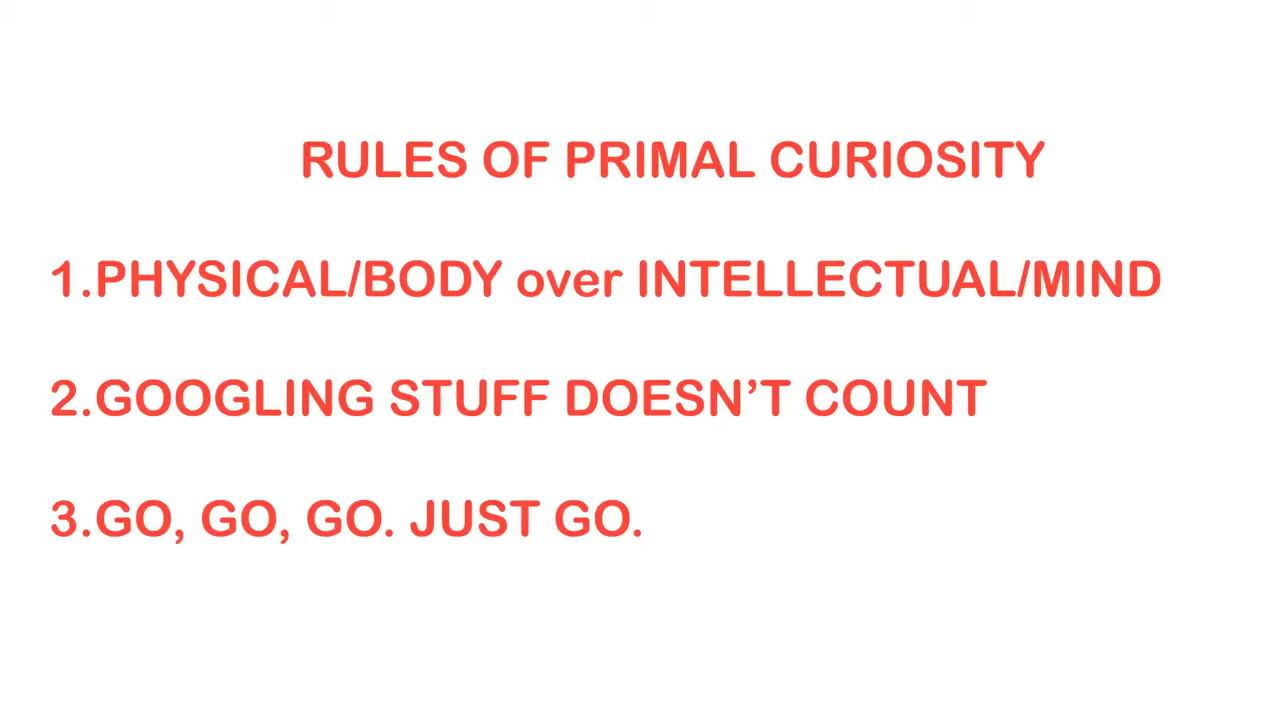 RULES OF PRIMAL CURIOSITY
1.PHYSICAL/BODY over INTELLECTUAL/MIND
2.GOOGLING STUFF DOESN’T COUNT
3.GO, GO, GO. JUST GO.